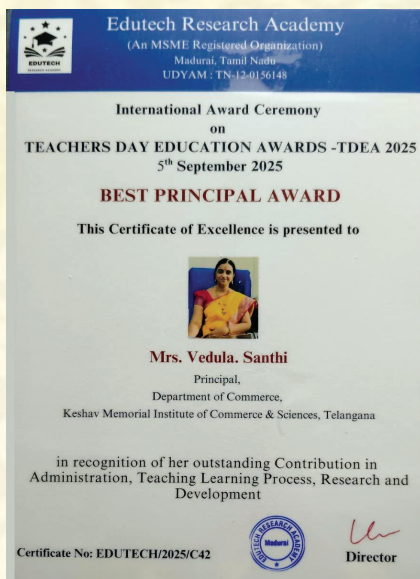 Edutech Research Academy
(An MSME Registered Organization)
Madurai, Tamil Nadu
UDYAM : TN-12-0156148
EDUTECH
RESEARCH ACADEMY
International Award Ceremony
on
TEACHERS DAY EDUCATION AWARDS -TDEA 2025
5th September 2025
BEST PRINCIPAL AWARD
This Certificate of Excellence is presented to
Mrs. Vedula. Santhi
Principal,
Department of Commerce,
Keshav Memorial Institute of Commerce & Sciences, Telangana
in recognition of her outstanding Contribution in
Administration, Teaching Learning Process, Research and
Development
EDUTECH RESEARCH ACADEMY
Madurai
Certificate No: EDUTECH/2025/C42
Director